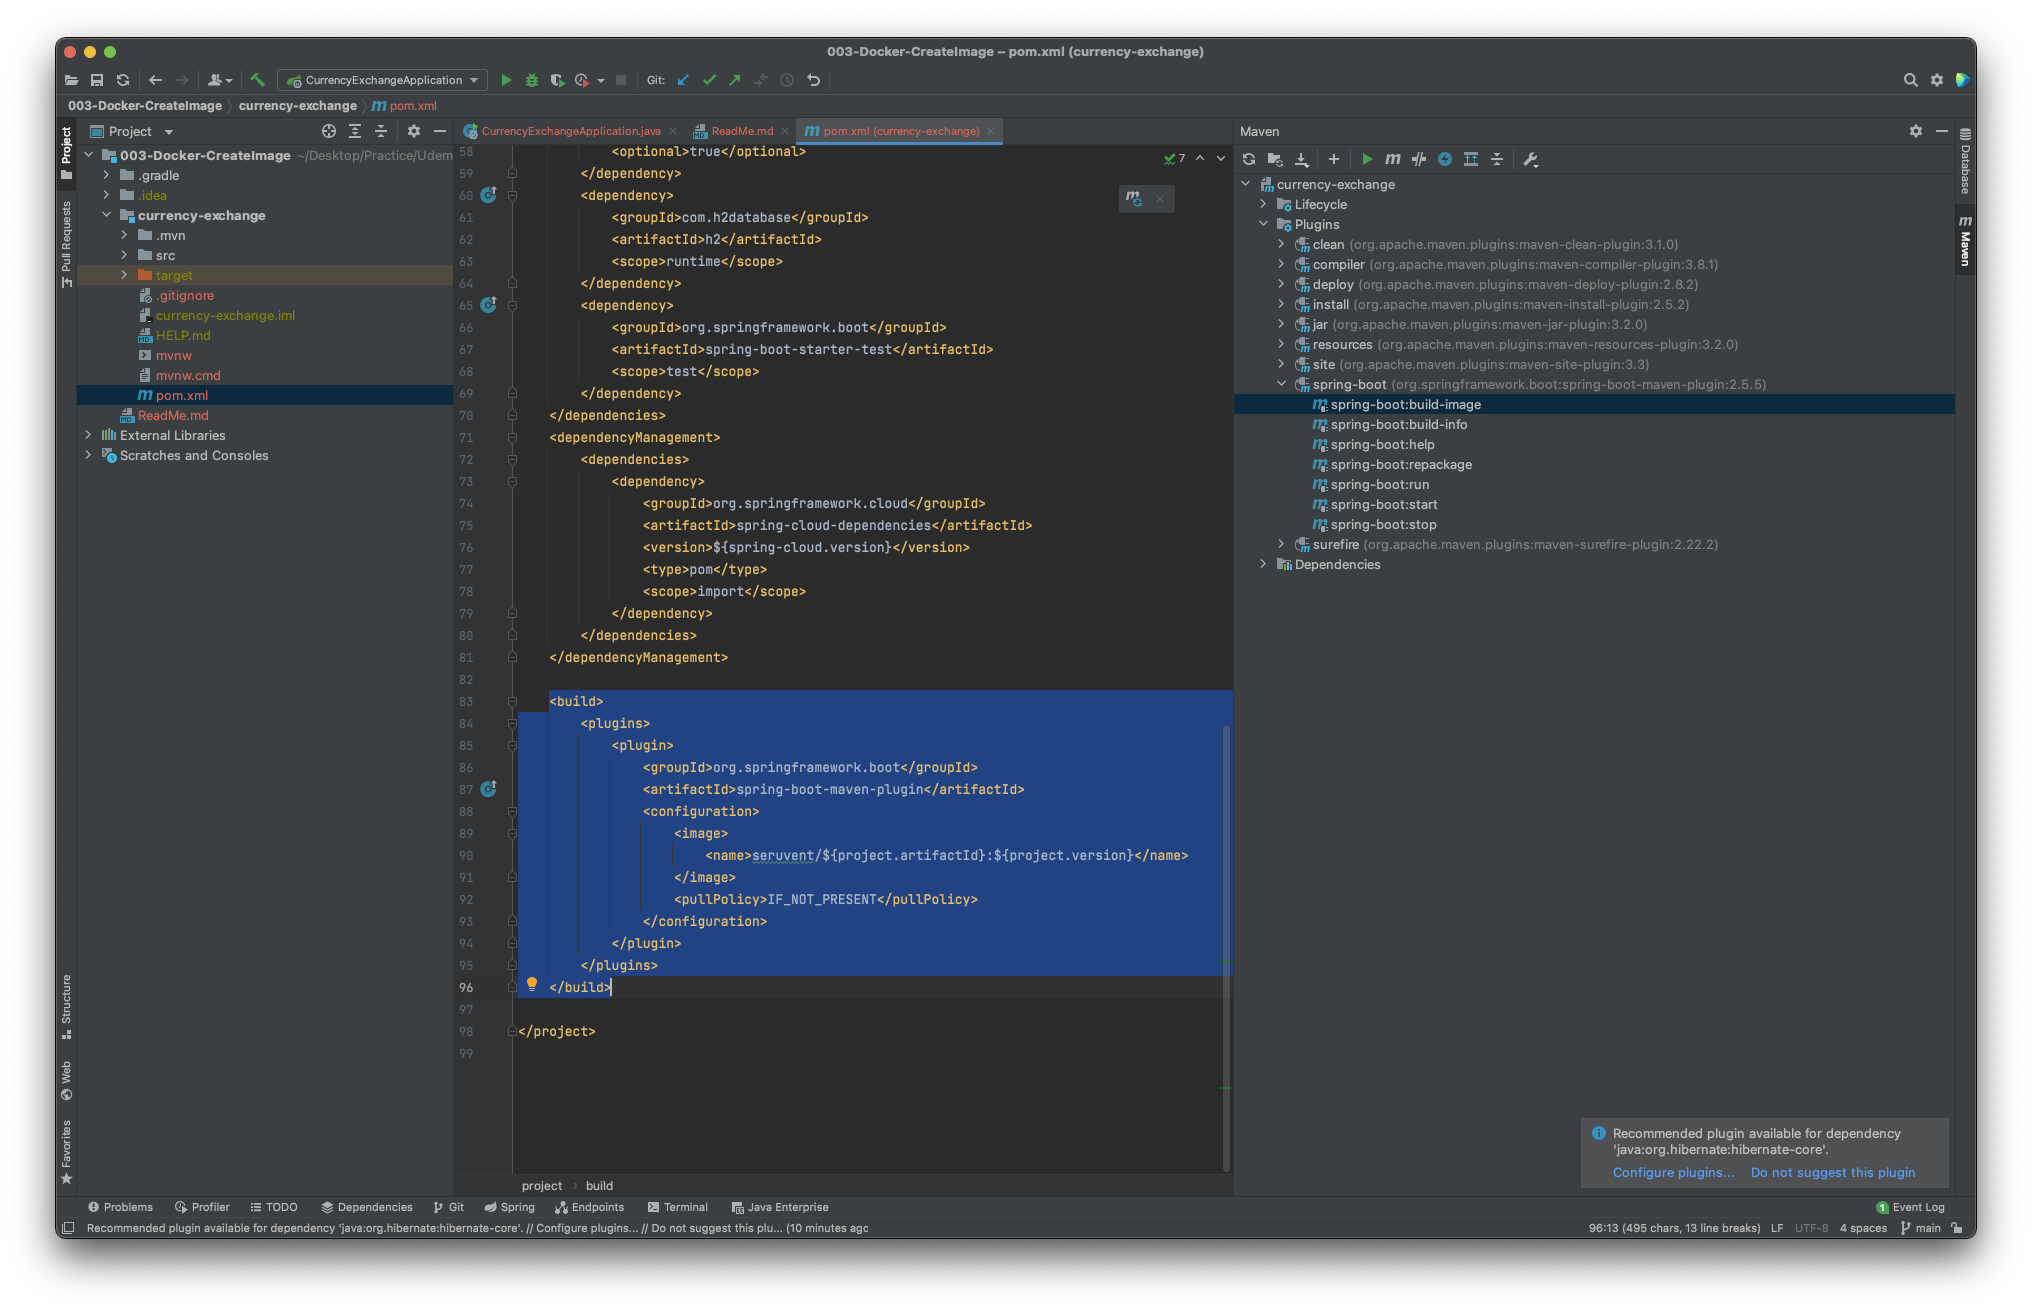 003-Docker-CreateImage – pom.xml (currency-exchange)
CurrencyExchangeApplication
Git:
003-Docker-CreateImage
currency-exchange
pom.xml
Project
Pull Requests
Structure
Web
Favorites
Project
003-Docker-CreateImage ~/Desktop/Practice/Udem
.gradle
.idea
currency-exchange
.mvn
src
target
.gitignore
currency-exchange.iml
HELP.md
mvnw
mvnw.cmd
pom.xml
ReadMe.md
External Libraries
Scratches and Consoles
CurrencyExchangeApplication.java
ReadMe.md
pom.xml (currency-exchange)
7
58 <optional>true</optional>
59 </dependency>
60 <dependency>
61 <groupId>com.h2database</groupId>
62 <artifactId>h2</artifactId>
63 <scope>runtime</scope>
64 </dependency>
65 <dependency>
66 <groupId>org.springframework.boot</groupId>
67 <artifactId>spring-boot-starter-test</artifactId>
68 <scope>test</scope>
69 </dependency>
70 </dependencies>
71 <dependencyManagement>
72 <dependencies>
73 <dependency>
74 <groupId>org.springframework.cloud</groupId>
75 <artifactId>spring-cloud-dependencies</artifactId>
76 <version>${spring-cloud.version}</version>
77 <type>pom</type>
78 <scope>import</scope>
79 </dependency>
80 </dependencies>
81 </dependencyManagement>
82
83 <build>
84 <plugins>
85 <plugin>
86 <groupId>org.springframework.boot</groupId>
87 <artifactId>spring-boot-maven-plugin</artifactId>
88 <configuration>
89 <image>
90 <name>seruvent/${project.artifactId}:${project.version}</name>
91 </image>
92 <pullPolicy>IF_NOT_PRESENT</pullPolicy>
93 </configuration>
94 </plugin>
95 </plugins>
96 </build>
97
98 </project>
99
project
build
Maven
currency-exchange
Lifecycle
Plugins
clean (org.apache.maven.plugins:maven-clean-plugin:3.1.0)
compiler (org.apache.maven.plugins:maven-compiler-plugin:3.8.1)
deploy (org.apache.maven.plugins:maven-deploy-plugin:2.8.2)
install (org.apache.maven.plugins:maven-install-plugin:2.5.2)
jar (org.apache.maven.plugins:maven-jar-plugin:3.2.0)
resources (org.apache.maven.plugins:maven-resources-plugin:3.2.0)
site (org.apache.maven.plugins:maven-site-plugin:3.3)
spring-boot (org.springframework.boot:spring-boot-maven-plugin:2.5.5)
spring-boot:build-image
spring-boot:build-info
spring-boot:help
spring-boot:repackage
spring-boot:run
spring-boot:start
spring-boot:stop
surefire (org.apache.maven.plugins:maven-surefire-plugin:2.22.2)
Dependencies
Database
Maven
Recommended plugin available for dependency
'java:org.hibernate:hibernate-core'.
Configure plugins... Do not suggest this plugin
Problems
Profiler
TODO
Dependencies
Git
Spring
Endpoints
Terminal
Java Enterprise
1 Event Log
Recommended plugin available for dependency 'java:org.hibernate:hibernate-core'. // Configure plugins... // Do not suggest this plu... (10 minutes agc
96:13 (495 chars, 13 line breaks)
LF
UTF-8
4 spaces
main